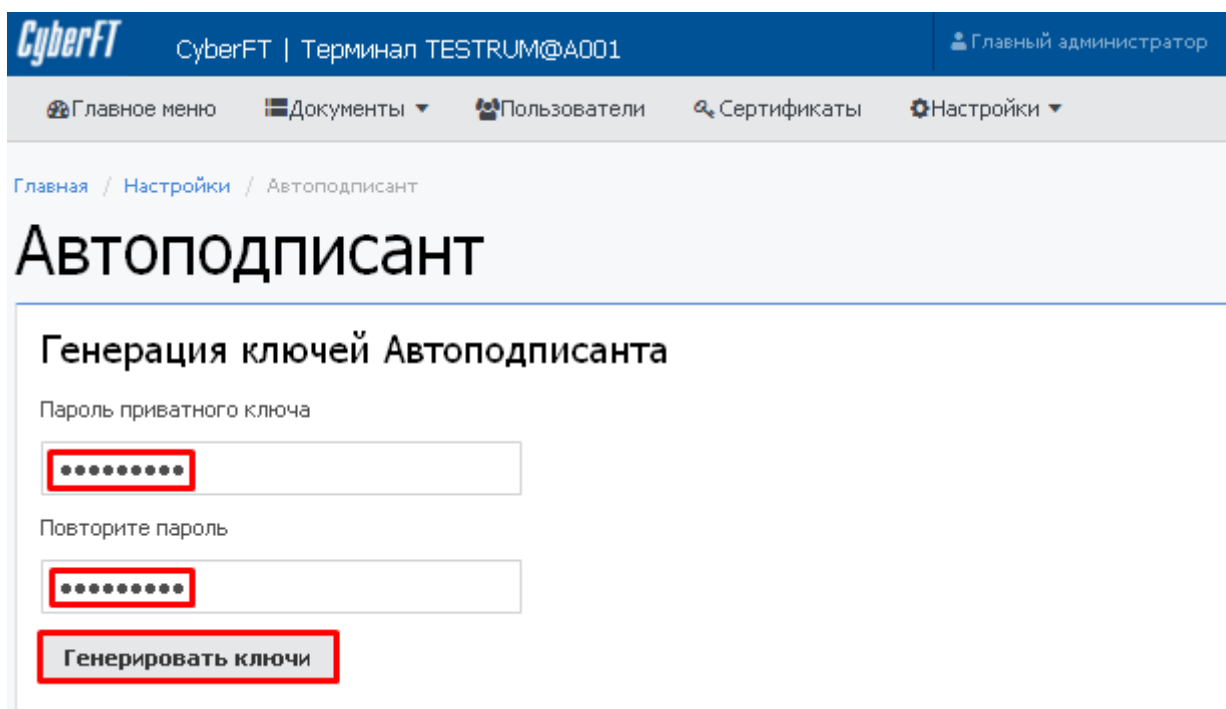 CyberFT CyberFT | Терминал TESTRUM@A001 Главный администратор
Главное меню Документы Пользователи Сертификаты Настройки
Главная / Настройки / Автоподписант
Автоподписант
Генерация ключей Автоподписанта
Пароль приватного ключа
•••••••••
Повторите пароль
•••••••••
Генерировать ключи